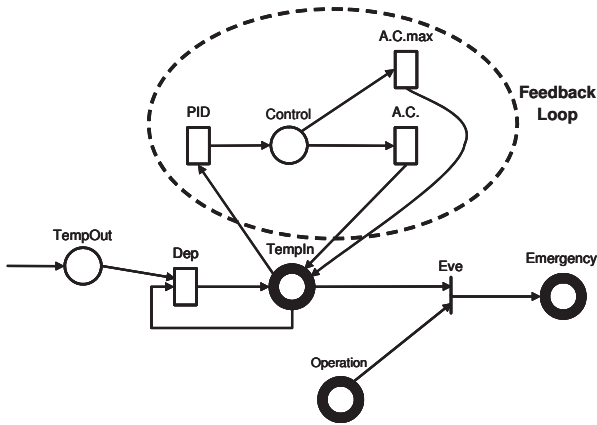 A.C.max
Feedback
Loop
PID
Control
A.C.
TempOut
Dep
TempIn
Eve
Emergency
Operation